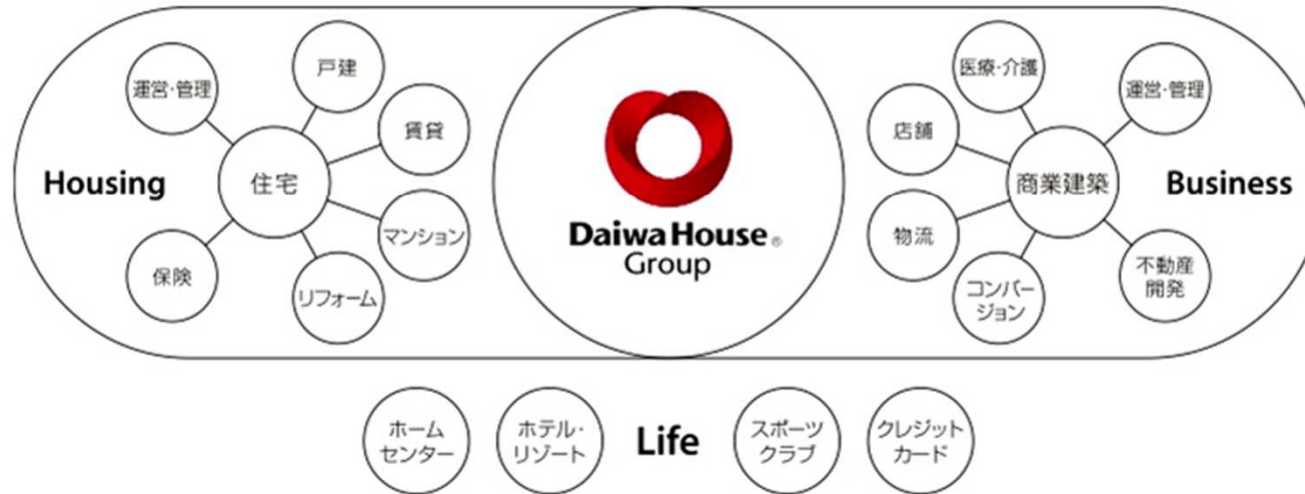 Housing
運営・管理
戸建
賃貸
住宅
マンション
保険
リフォーム
Daiwa House®
Group
医療・介護
運営・管理
店舗
商業建築
物流
コンバー
ジョン
不動産
開発
Business
ホーム
センター
ホテル・
リゾート
Life
スポーツ
クラブ
クレジット
カード